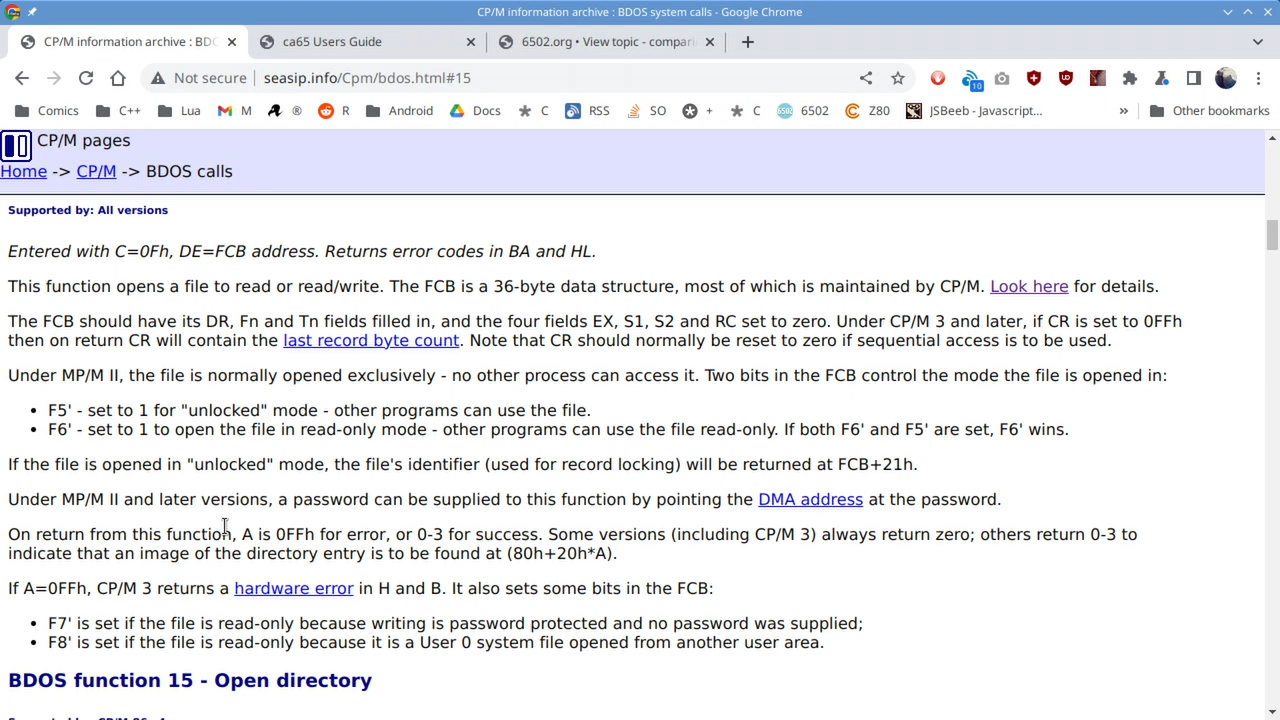 CP/M information archive : BDOS system calls - Google Chrome
CP/M information archive : BDO
ca65 Users Guide
6502.org • View topic - compari
Not secure seasip.info/Cpm/bdos.html#15
10
Comics C++ Lua M ® R Android Docs C RSS SO + C 6502 Z80 JSBeeb - Javascript... » Other bookmarks
CP/M pages
Home -> CP/M -> BDOS calls
Supported by: All versions
Entered with C=0Fh, DE=FCB address. Returns error codes in BA and HL.
This function opens a file to read or read/write. The FCB is a 36-byte data structure, most of which is maintained by CP/M. Look here for details.
The FCB should have its DR, Fn and Tn fields filled in, and the four fields EX, S1, S2 and RC set to zero. Under CP/M 3 and later, if CR is set to 0FFh
then on return CR will contain the last record byte count. Note that CR should normally be reset to zero if sequential access is to be used.
Under MP/M II, the file is normally opened exclusively - no other process can access it. Two bits in the FCB control the mode the file is opened in:
• F5' - set to 1 for "unlocked" mode - other programs can use the file.
• F6' - set to 1 to open the file in read-only mode - other programs can use the file read-only. If both F6' and F5' are set, F6' wins.
If the file is opened in "unlocked" mode, the file's identifier (used for record locking) will be returned at FCB+21h.
Under MP/M II and later versions, a password can be supplied to this function by pointing the DMA address at the password.
On return from this function, A is 0FFh for error, or 0-3 for success. Some versions (including CP/M 3) always return zero; others return 0-3 to
indicate that an image of the directory entry is to be found at (80h+20h*A).
If A=0FFh, CP/M 3 returns a hardware error in H and B. It also sets some bits in the FCB:
• F7' is set if the file is read-only because writing is password protected and no password was supplied;
• F8' is set if the file is read-only because it is a User 0 system file opened from another user area.
BDOS function 15 - Open directory